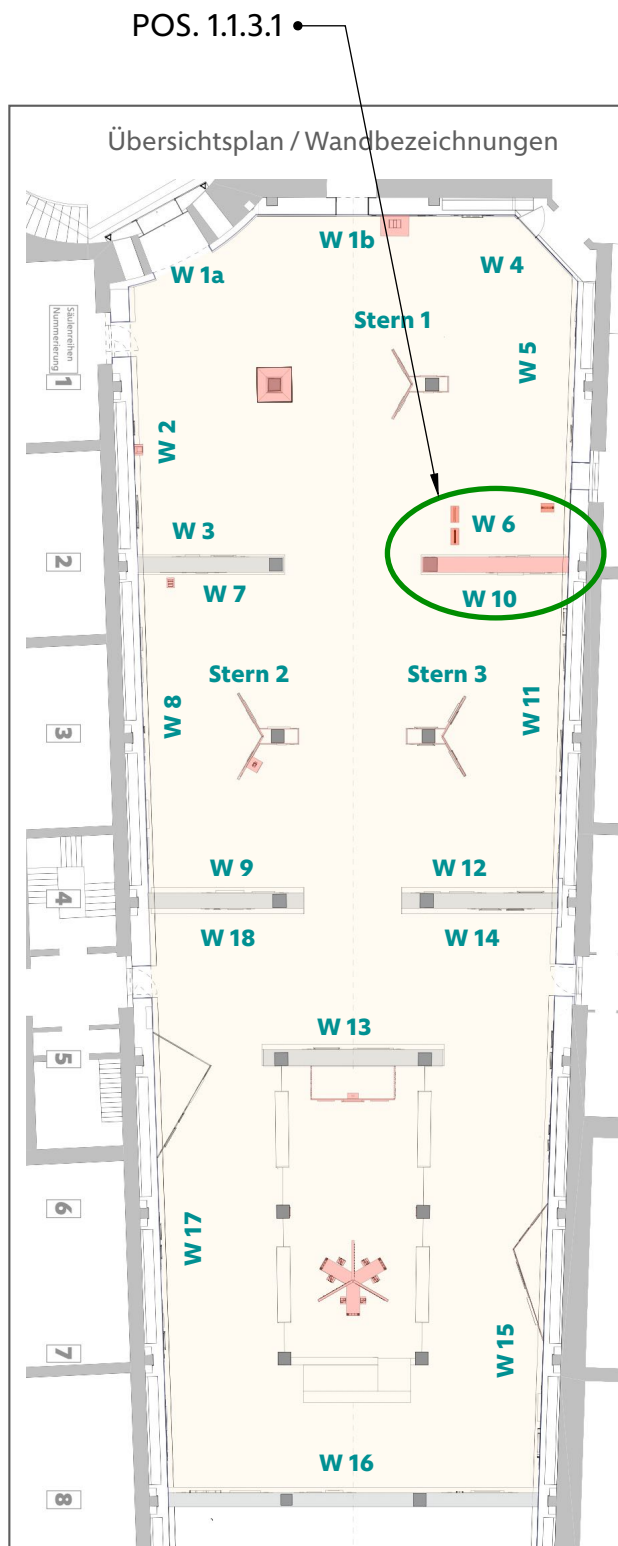 POS. 1.1.3.1
Übersichtsplan / Wandbezeichnungen
W 1b
W 4
W 1a
Stern 1
Säulenreihen
Nummerierung
1
W 5
W 2
W 3
W 6
2
W 7
W 10
Stern 2
Stern 3
W 8
W 11
3
W 9
W 12
4
W 18
W 14
W 13
5
6
W 17
W 15
7
W 16
8